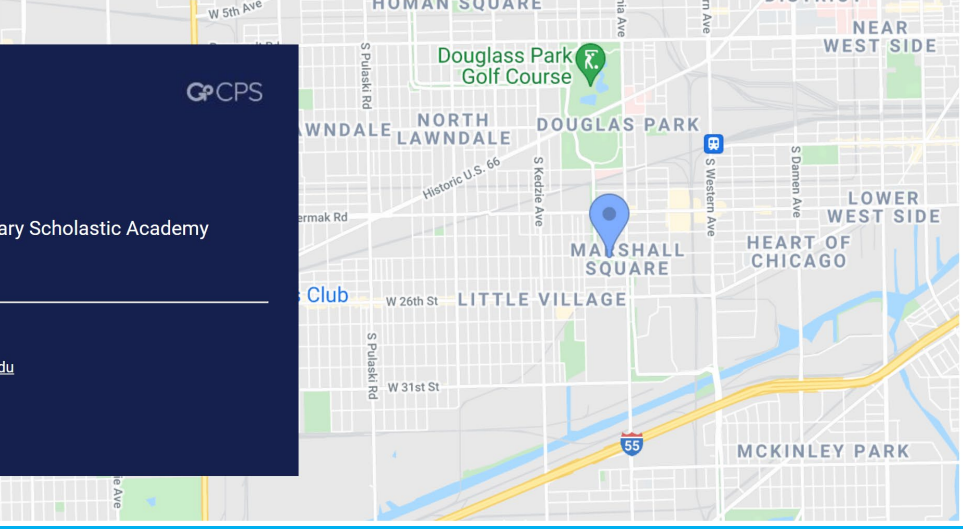 HOMAN SQUARE
W 5th Ave
NEAR
WEST SIDE
S Pulaski Rd
Douglass Park
Golf Course
CPS
NORTH
LAWNDALE
DOUGLAS PARK
Historic U.S. 66
S Kedzie Ave
S Western Ave
S Damen Ave
LOWER
WEST SIDE
ermak Rd
ary Scholastic Academy
MARSHALL
SQUARE
HEART OF
CHICAGO
Club
W 26th St
LITTLE VILLAGE
S Pulaski Rd
du
W 31st St
55
MCKINLEY PARK
e Ave